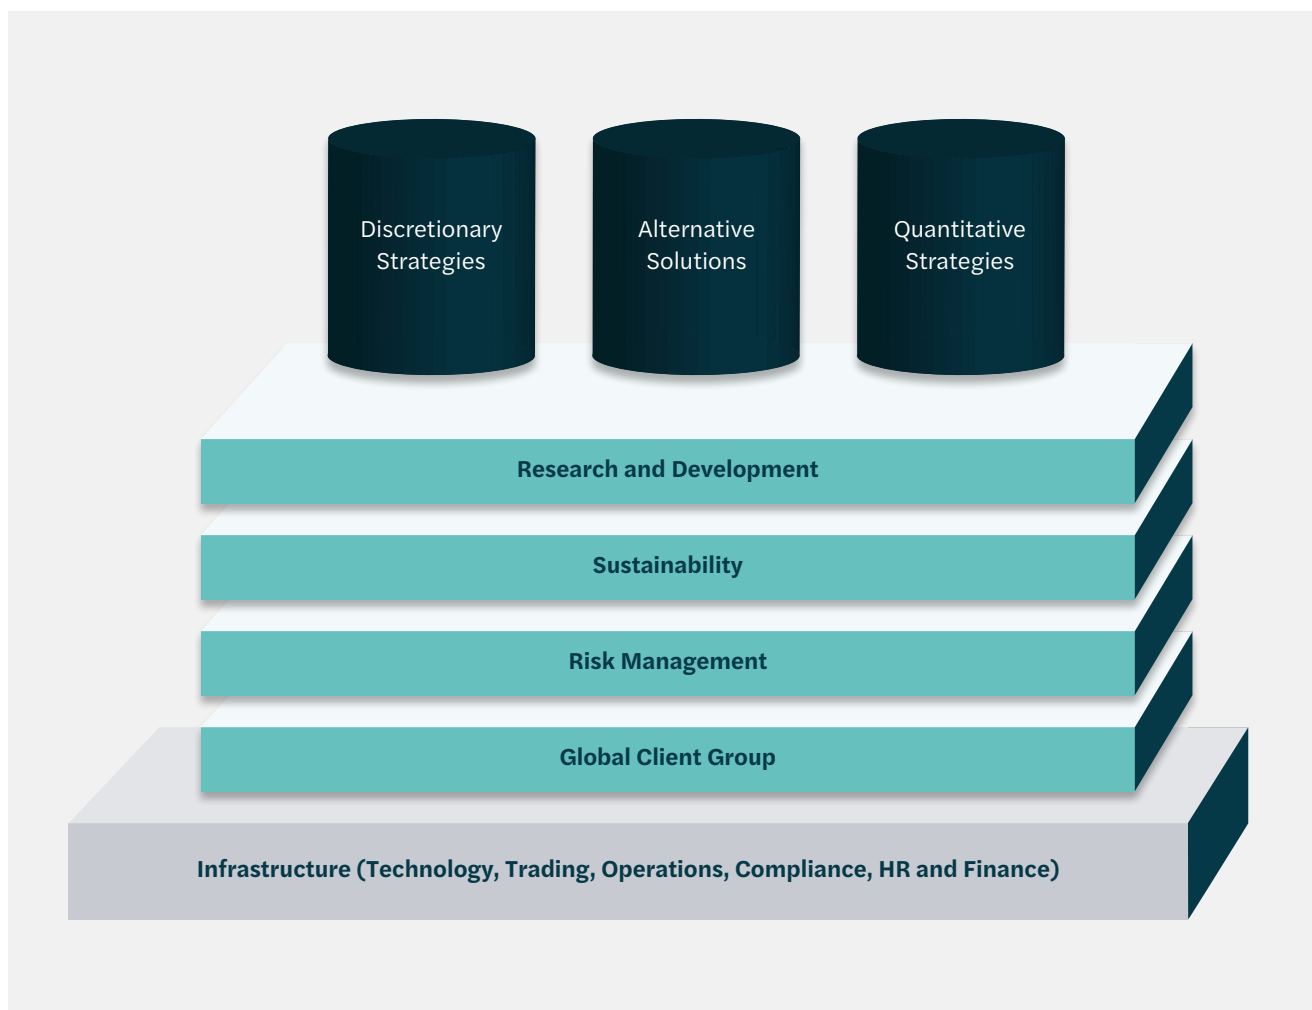 Discretionary
Strategies
Alternative
Solutions
Quantitative
Strategies
Research and Development
Sustainability
Risk Management
Global Client Group
Infrastructure (Technology, Trading, Operations, Compliance, HR and Finance)